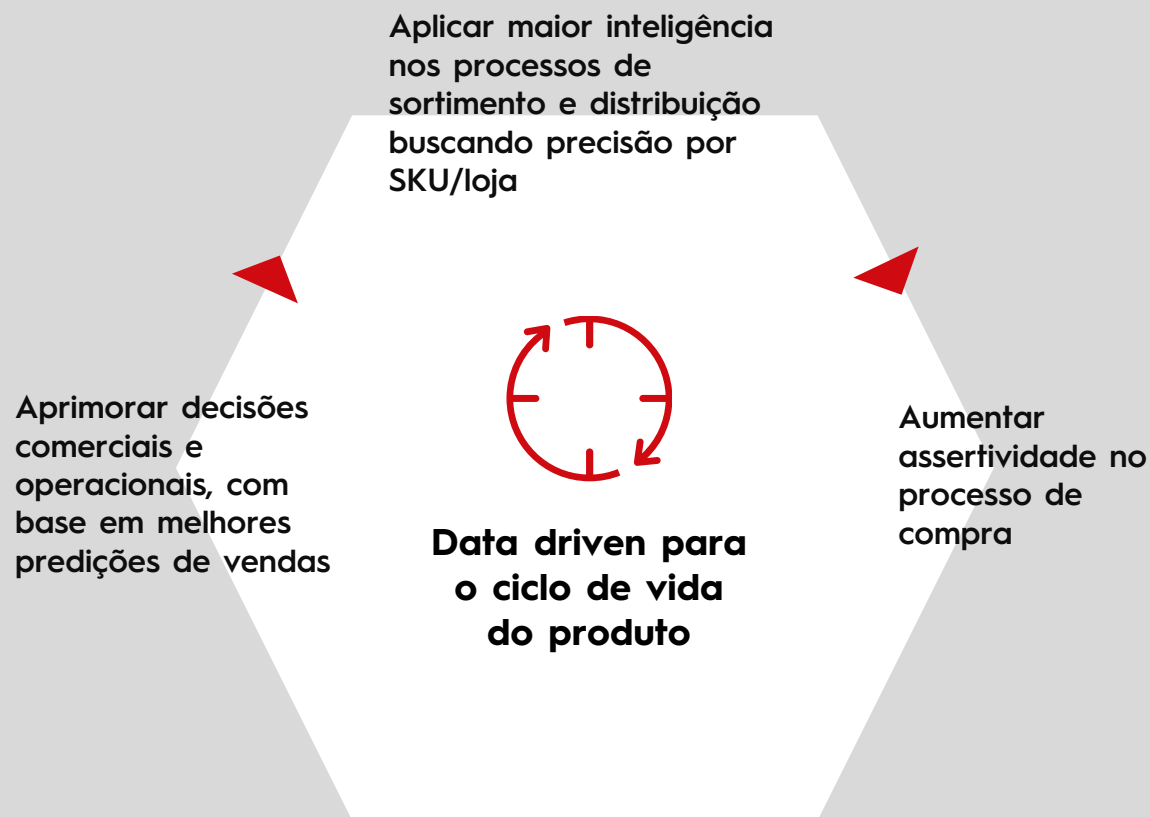 Aplicar maior inteligência
nos processos de
sortimento e distribuição
buscando precisão por
SKU/loja
Aprimorar decisões
comerciais e
operacionais, com
base em melhores
predições de vendas
Data driven para
o ciclo de vida
do produto
Aumentar
assertividade no
processo de
compra